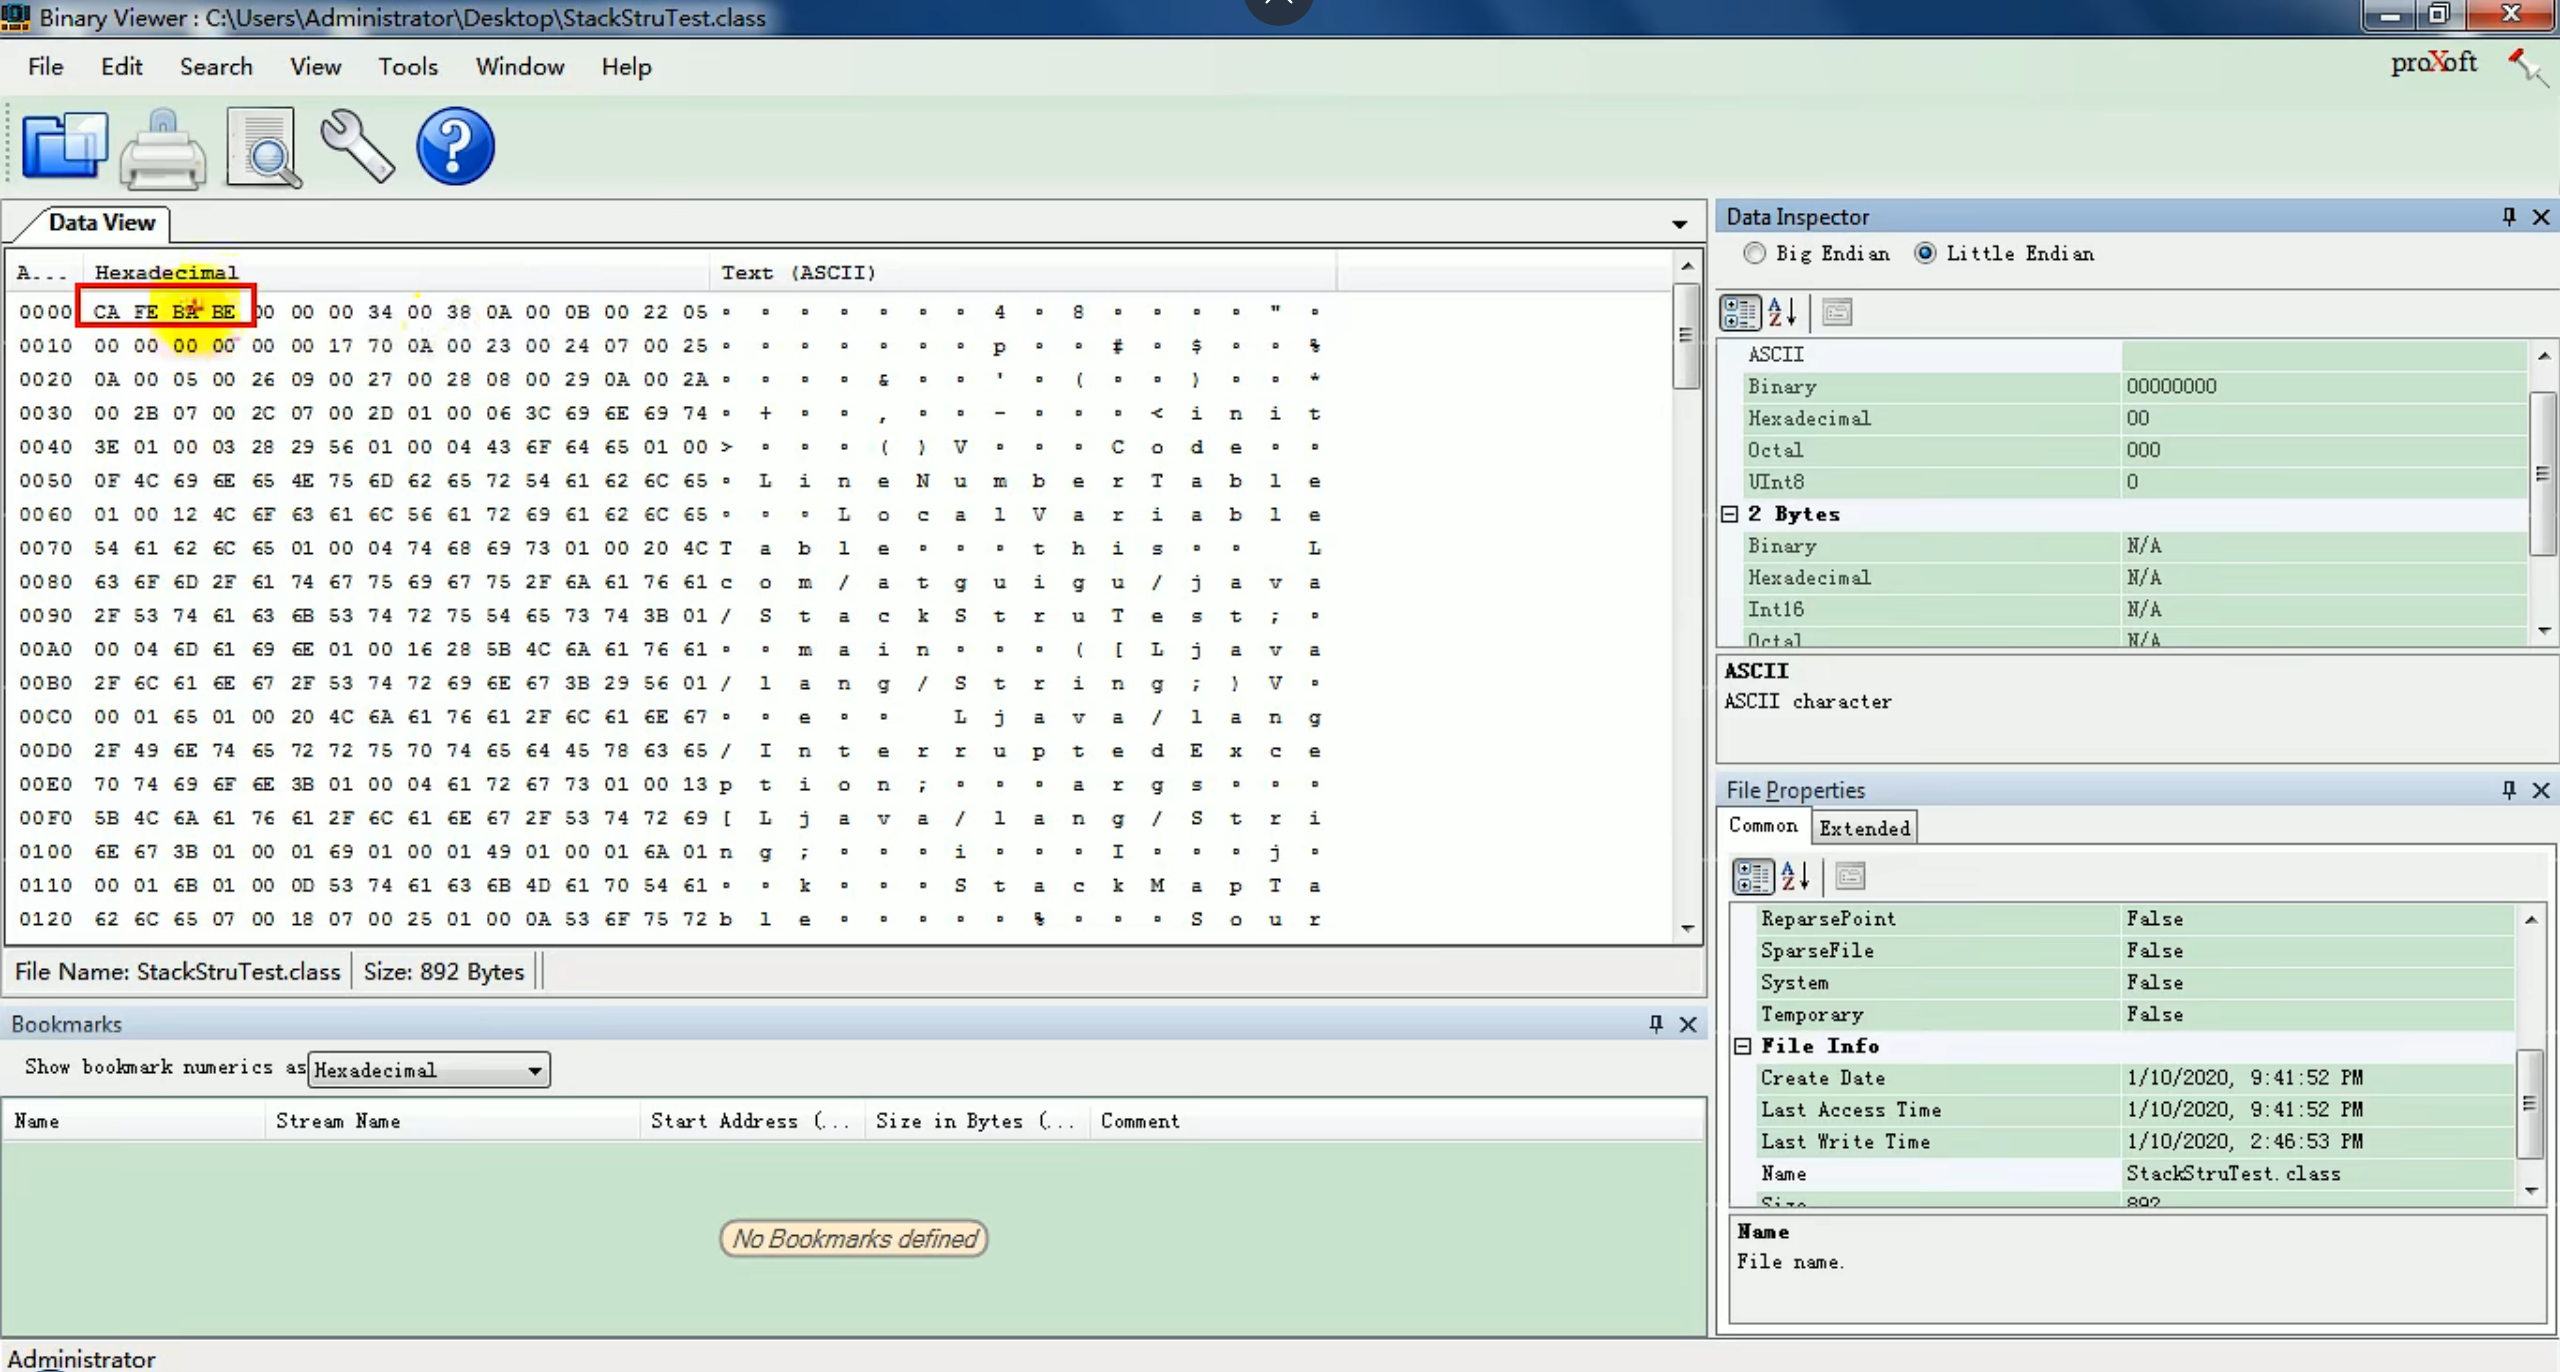 Binary Viewer : C:\Users\Administrator\Desktop\StackStruTest.class
File Edit Search View Tools Window Help
proXoft
Data View
A... Hexadecimal Text (ASCII)
0000 CA FE BA BE 00 00 00 34 00 38 0A 00 0B 00 22 05 4 8 "
0010 00 00 00 00 00 00 17 70 0A 00 23 00 24 07 00 25 p # $ %
0020 0A 00 05 00 26 09 00 27 00 28 08 00 29 0A 00 2A & ' ( ) *
0030 00 2B 07 00 2C 07 00 2D 01 00 06 3C 69 6E 69 74 + , - < i n i t
0040 3E 01 00 03 28 29 56 01 00 04 43 6F 64 65 01 00 > ( ) V C o d e
0050 0F 4C 69 6E 65 4E 75 6D 62 65 72 54 61 62 6C 65 L i n e N u m b e r T a b l e
0060 01 00 12 4C 6F 63 61 6C 56 61 72 69 61 62 6C 65 L o c a l V a r i a b l e
0070 54 61 62 6C 65 01 00 04 74 68 69 73 01 00 20 4C T a b l e t h i s L
0080 63 6F 6D 2F 61 74 67 75 69 67 75 2F 6A 61 76 61 c o m / a t g u i g u / j a v a
0090 2F 53 74 61 63 6B 53 74 72 75 54 65 73 74 3B 01 / S t a c k S t r u T e s t ;
00A0 00 04 6D 61 69 6E 01 00 16 28 5B 4C 6A 61 76 61 m a i n ( [ L j a v a
00B0 2F 6C 61 6E 67 2F 53 74 72 69 6E 67 3B 29 56 01 / l a n g / S t r i n g ; ) V
00C0 00 01 65 01 00 20 4C 6A 61 76 61 2F 6C 61 6E 67 e L j a v a / l a n g
00D0 2F 49 6E 74 65 72 72 75 70 74 65 64 45 78 63 65 / I n t e r r u p t e d E x c e
00E0 70 74 69 6F 6E 3B 01 00 04 61 72 67 73 01 00 13 p t i o n ; a r g s
00F0 5B 4C 6A 61 76 61 2F 6C 61 6E 67 2F 53 74 72 69 [ L j a v a / l a n g / S t r i
0100 6E 67 3B 01 00 01 69 01 00 01 49 01 00 01 6A 01 n g ; i I j
0110 00 01 6B 01 00 0D 53 74 61 63 6B 4D 61 70 54 61 k S t a c k M a p T a
0120 62 6C 65 07 00 18 07 00 25 01 00 0A 53 6F 75 72 b l e % S o u r
File Name: StackStruTest.class Size: 892 Bytes
Bookmarks
Show bookmark numerics as Hexadecimal
Name Stream Name Start Address (... Size in Bytes (... Comment
No Bookmarks defined
Administrator
Data Inspector
Big Endian Little Endian
ASCII
Binary 00000000
Hexadecimal 00
Octal 000
UInt8 0
2 Bytes
Binary N/A
Hexadecimal N/A
Int16 N/A
Octal N/A
ASCII
ASCII character
File Properties
Common Extended
ReparsePoint False
SparseFile False
System False
Temporary False
File Info
Create Date 1/10/2020, 9:41:52 PM
Last Access Time 1/10/2020, 9:41:52 PM
Last Write Time 1/10/2020, 2:46:53 PM
Name StackStruTest.class
Size 892
Name
File name.